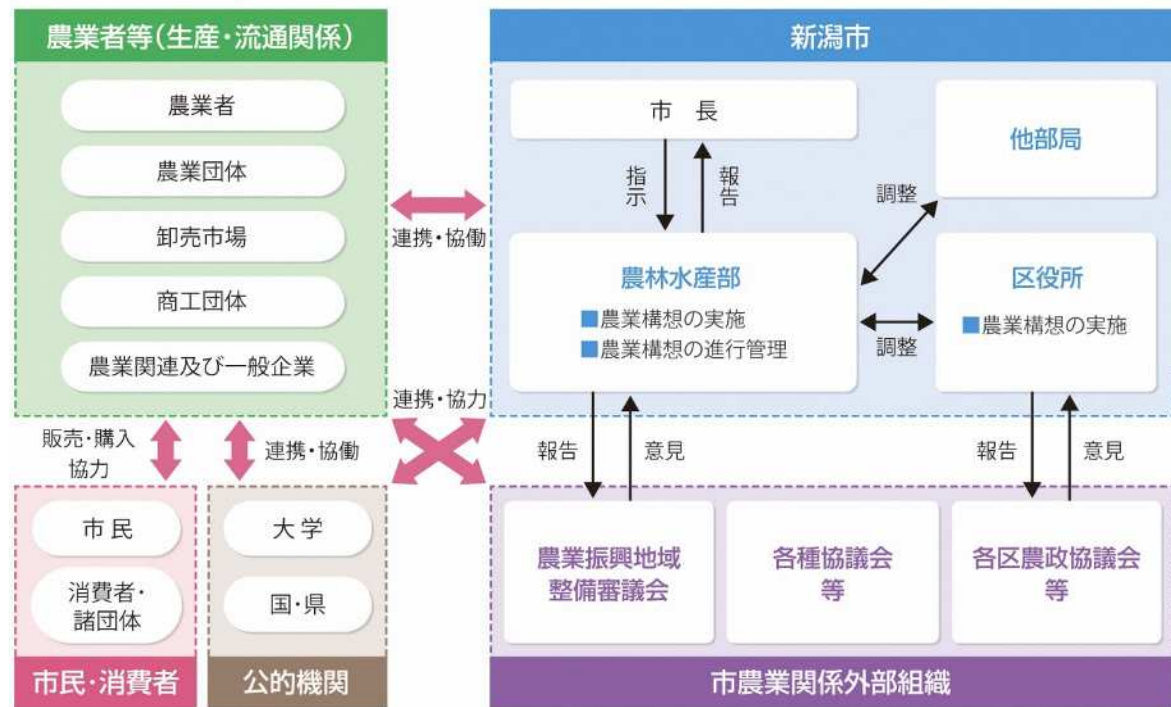 農業者等(生産・流通関係)
農業者
農業団体
卸売市場
商工団体
農業関連及び一般企業
連携・協働
新潟市
市 長
指示
報告
他部局
調整
農林水産部
■農業構想の実施
■農業構想の進行管理
調整
区役所
■農業構想の実施
販売・購入
協力
連携・協働
連携・協力
報告
意見
報告
意見
市 民
消費者・
諸団体
市民・消費者
大 学
国・県
公的機関
農業振興地域
整備審議会
各種協議会
等
各区農政協議会
等
市農業関係外部組織